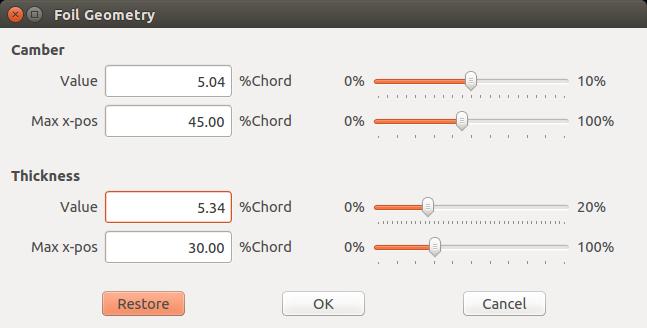 Foil Geometry
Camber
Value 5.04 %Chord 0% 10%
Max x-pos 45.00 %Chord 0% 100%
Thickness
Value 5.34 %Chord 0% 20%
Max x-pos 30.00 %Chord 0% 100%
Restore OK Cancel